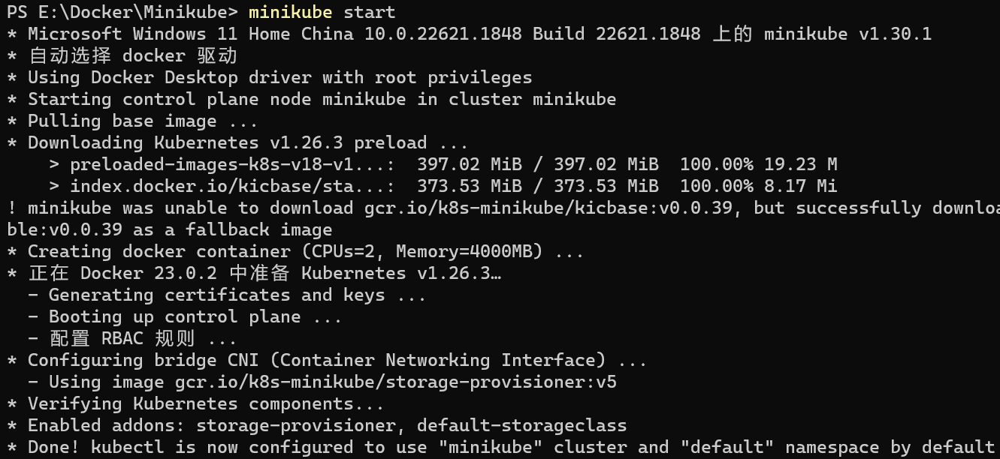 PS E:\Docker\Minikube> minikube start
* Microsoft Windows 11 Home China 10.0.22621.1848 Build 22621.1848 上的 minikube v1.30.1
* 自动选择 docker 驱动
* Using Docker Desktop driver with root privileges
* Starting control plane node minikube in cluster minikube
* Pulling base image ...
* Downloading Kubernetes v1.26.3 preload ...
    > preloaded-images-k8s-v18-v1...:  397.02 MiB / 397.02 MiB  100.00% 19.23 M
    > index.docker.io/kicbase/sta...:  373.53 MiB / 373.53 MiB  100.00% 8.17 Mi
! minikube was unable to download gcr.io/k8s-minikube/kicbase:v0.0.39, but successfully downloa
ble:v0.0.39 as a fallback image
* Creating docker container (CPUs=2, Memory=4000MB) ...
* 正在 Docker 23.0.2 中准备 Kubernetes v1.26.3…
  - Generating certificates and keys ...
  - Booting up control plane ...
  - 配置 RBAC 规则 ...
* Configuring bridge CNI (Container Networking Interface) ...
  - Using image gcr.io/k8s-minikube/storage-provisioner:v5
* Verifying Kubernetes components...
* Enabled addons: storage-provisioner, default-storageclass
* Done! kubectl is now configured to use "minikube" cluster and "default" namespace by default